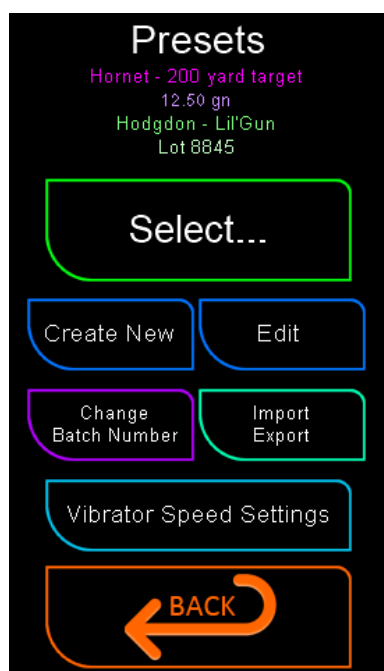 Presets
Hornet - 200 yard target
12.50 gn
Hodgdon - Lil'Gun
Lot 8845
Select...
Create New
Edit
Change
Batch Number
Import
Export
Vibrator Speed Settings
BACK